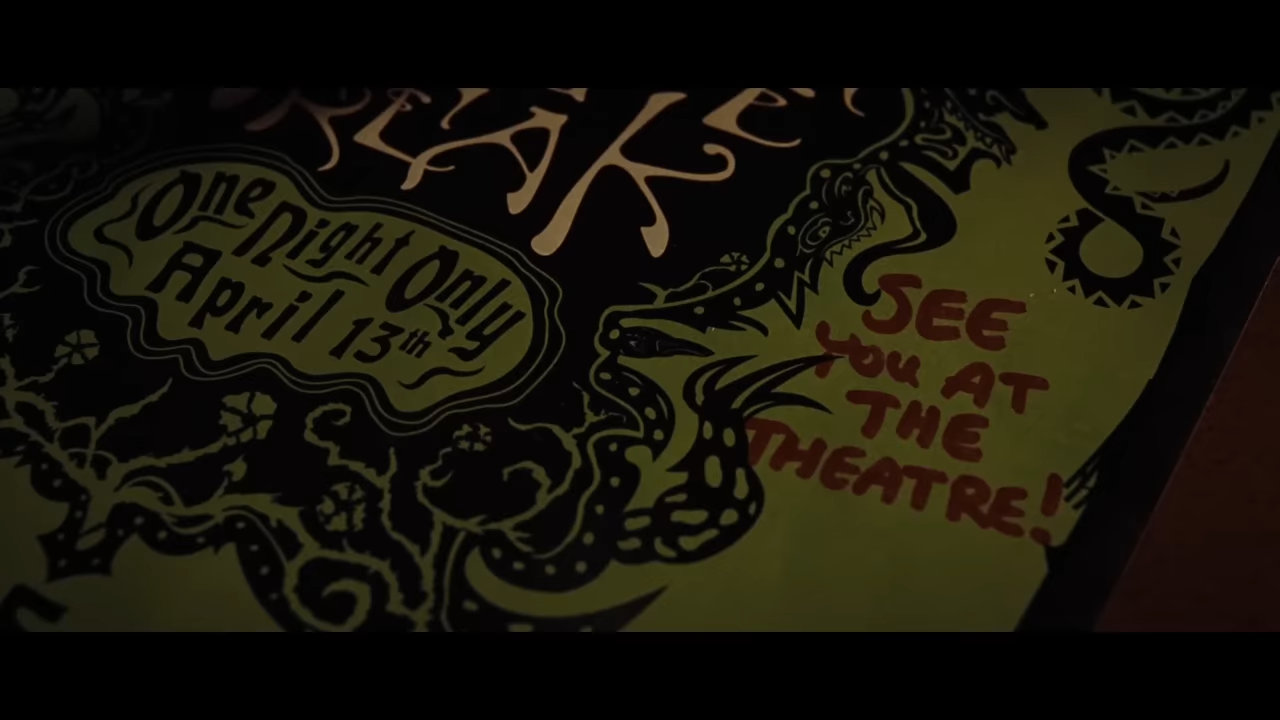 One Night Only
April 13th
SEE
you AT
THE
THEATRE!